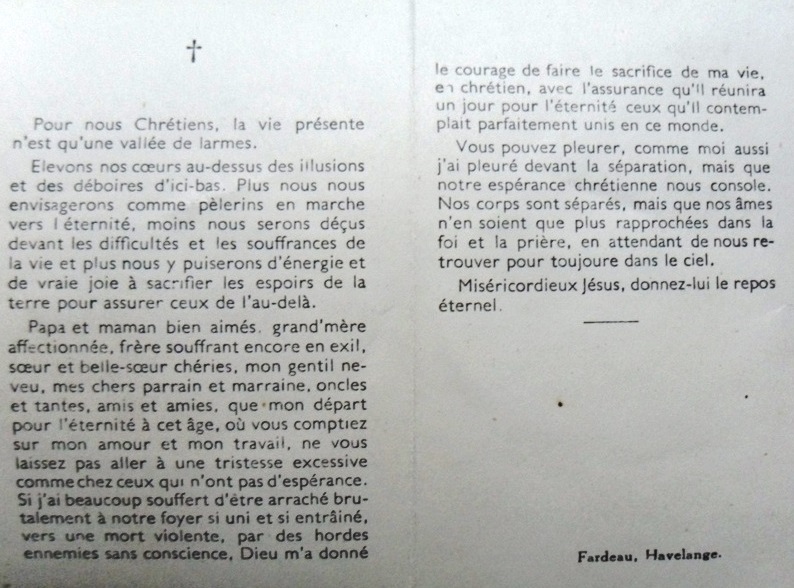 †
Pour nous Chrétiens, la vie présente
n'est qu'une vallée de larmes.
Elevons nos cœurs au-dessus des illusions
et des déboires d'ici-bas. Plus nous nous
envisagerons comme pèlerins en marche
vers l'éternité, moins nous serons déçus
devant les difficultés et les souffrances de
la vie et plus nous y puiserons d'énergie et
de vraie joie à sacrifier les espoirs de la
terre pour assurer ceux de l'au-delà.
Papa et maman bien aimés, grand'mère
affectionnée, frère souffrant encore en exil,
sœur et belle-sœur chéries, mon gentil ne-
veu, mes chers parrain et marraine, oncles
et tantes, amis et amies, que mon départ
pour l'éternité à cet âge, où vous comptiez
sur mon amour et mon travail, ne vous
laissez pas aller à une tristesse excessive
comme chez ceux qui n'ont pas d'espérance.
Si j'ai beaucoup souffert d'être arraché bru-
talement à notre foyer si uni et si entrâiné,
vers une mort violente, par des hordes
ennemies sans conscience, Dieu m'a donné
le courage de faire le sacrifice de ma vie,
en chrétien, avec l'assurance qu'Il réunira
un jour pour l'éternité ceux qu'il contem-
plait parfaitement unis en ce monde.
Vous pouvez pleurer, comme moi aussi
j'ai pleuré devant la séparation, mais que
notre espérance chrétienne nous console.
Nos corps sont séparés, mais que nos âmes
n'en soient que plus rapprochées dans la
foi et la prière, en attendant de nous re-
trouver pour toujoure dans le ciel.
Miséricordieux Jésus, donnez-lui le repos
éternel.
Fardeau, Havelange.